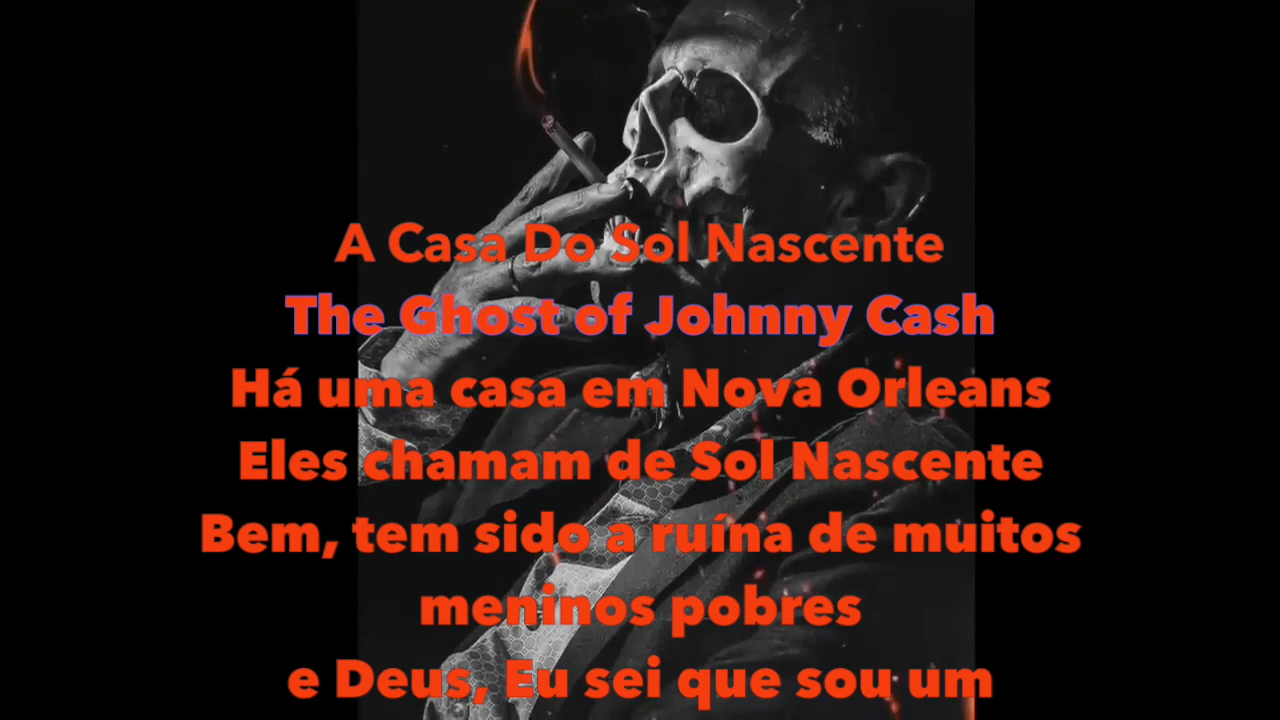 A Casa Do Sol Nascente
The Ghost of Johnny Cash
Há uma casa em Nova Orleans
Eles chamam de Sol Nascente
Bem, tem sido a ruína de muitos
meninos pobres
e Deus, Eu sei que sou um